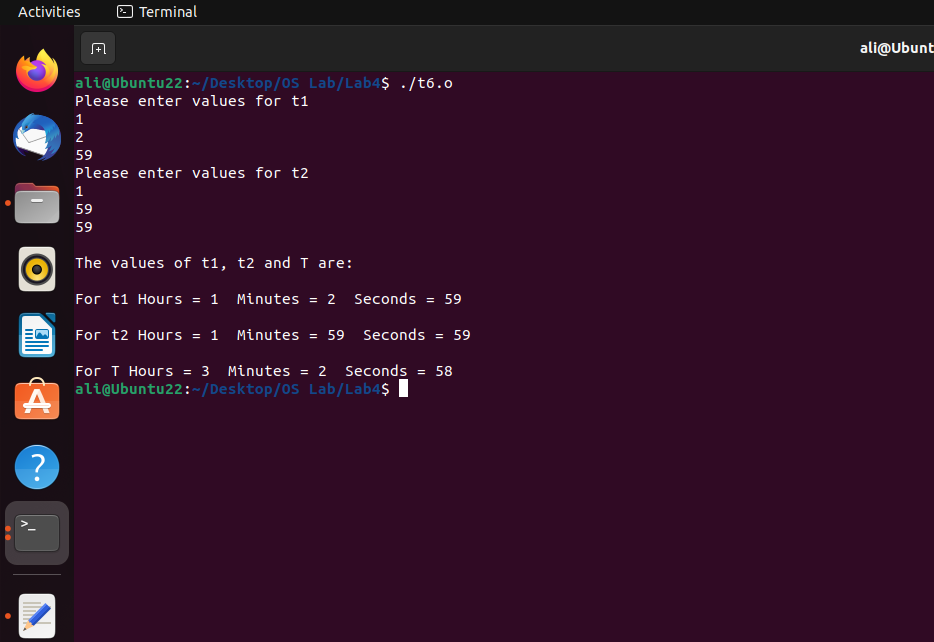 Activities Terminal
ali@Ubunt
ali@Ubuntu22:~/Desktop/OS Lab/Lab4$ ./t6.o
Please enter values for t1
1
2
59
Please enter values for t2
1
59
59
The values of t1, t2 and T are:
For t1 Hours = 1  Minutes = 2  Seconds = 59
For t2 Hours = 1  Minutes = 59  Seconds = 59
For T Hours = 3  Minutes = 2  Seconds = 58
ali@Ubuntu22:~/Desktop/OS Lab/Lab4$